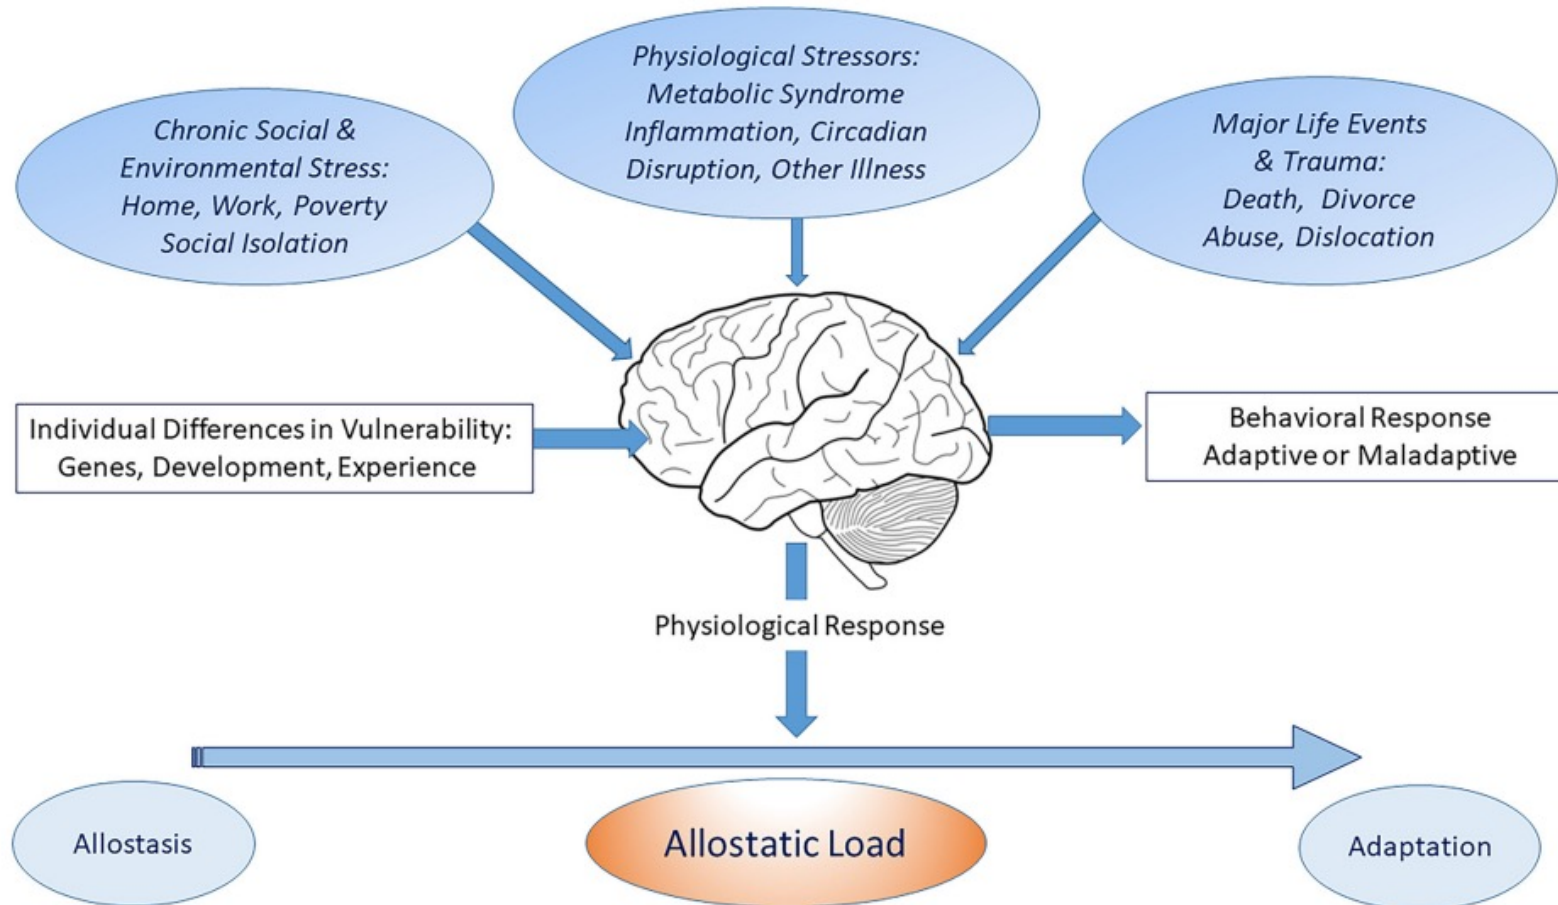 Physiological Stressors:
Metabolic Syndrome
Inflammation, Circadian
Disruption, Other Illness
Chronic Social &
Environmental Stress:
Home, Work, Poverty
Social Isolation
Major Life Events
& Trauma:
Death, Divorce
Abuse, Dislocation
Individual Differences in Vulnerability:
Genes, Development, Experience
Behavioral Response
Adaptive or Maladaptive
Physiological Response
Allostasis
Allostatic Load
Adaptation